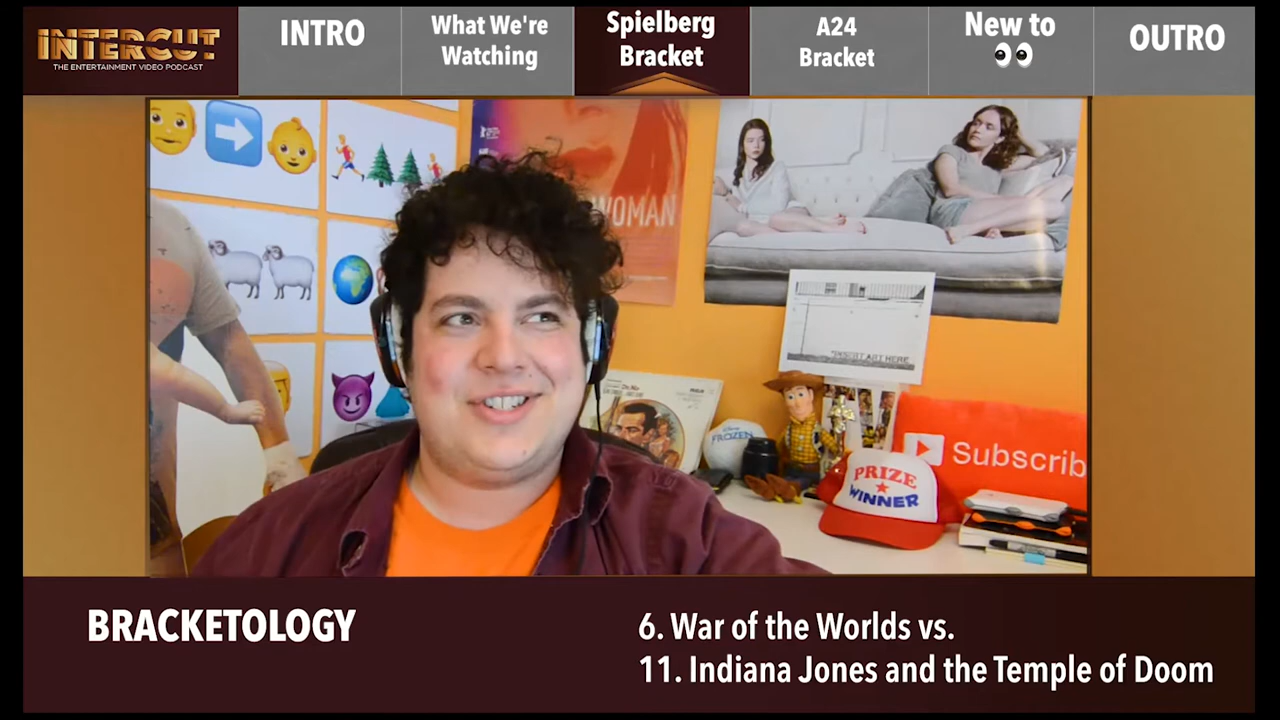 INTERCUT
THE ENTERTAINMENT VIDEO PODCAST
INTRO
What We're
Watching
Spielberg
Bracket
A24
Bracket
New to
OUTRO
WOMAN
"INSERT ART HERE"
FROZEN
PRIZE
WINNER
Subscrib
BRACKETOLOGY
6. War of the Worlds vs.
11. Indiana Jones and the Temple of Doom